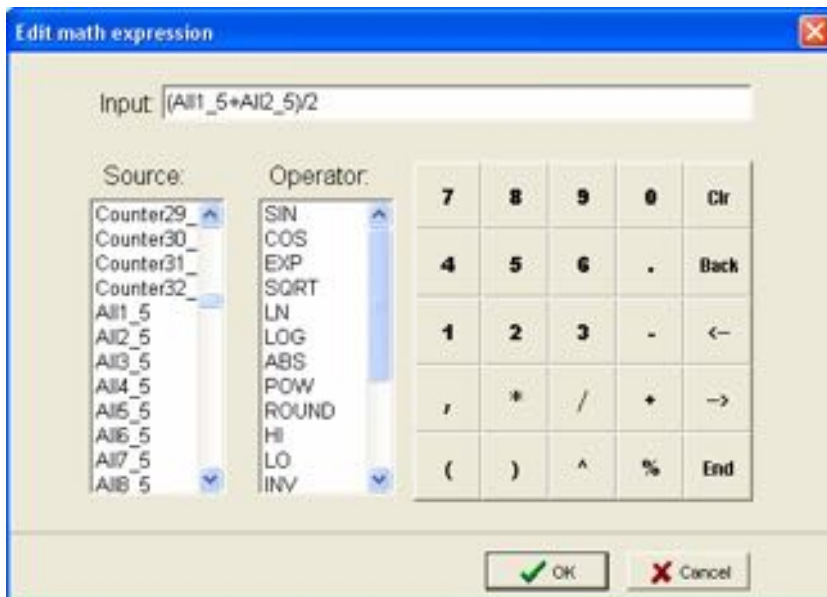 Edit math expression
Input: (AII1_5+AII2_5)/2
Source:
Counter29_
Counter30_
Counter31_
Counter32_
AII1_5
AII2_5
AII3_5
AII4_5
AII5_5
AII6_5
AII7_5
AII8_5
Operator:
SIN
COS
EXP
SQRT
LN
LOG
ABS
POW
ROUND
HI
LO
INV
7 8 9 0 Clr
4 5 6 . Back
1 2 3 - <--
, * / + -->
( ) ^ % End
OK Cancel